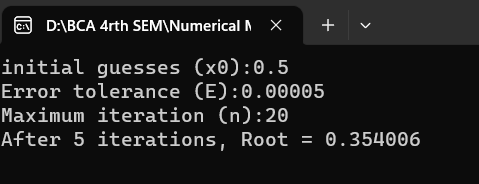 D:\BCA 4rth SEM\Numerical M
initial guesses (x0):0.5
Error tolerance (E):0.00005
Maximum iteration (n):20
After 5 iterations, Root = 0.354006